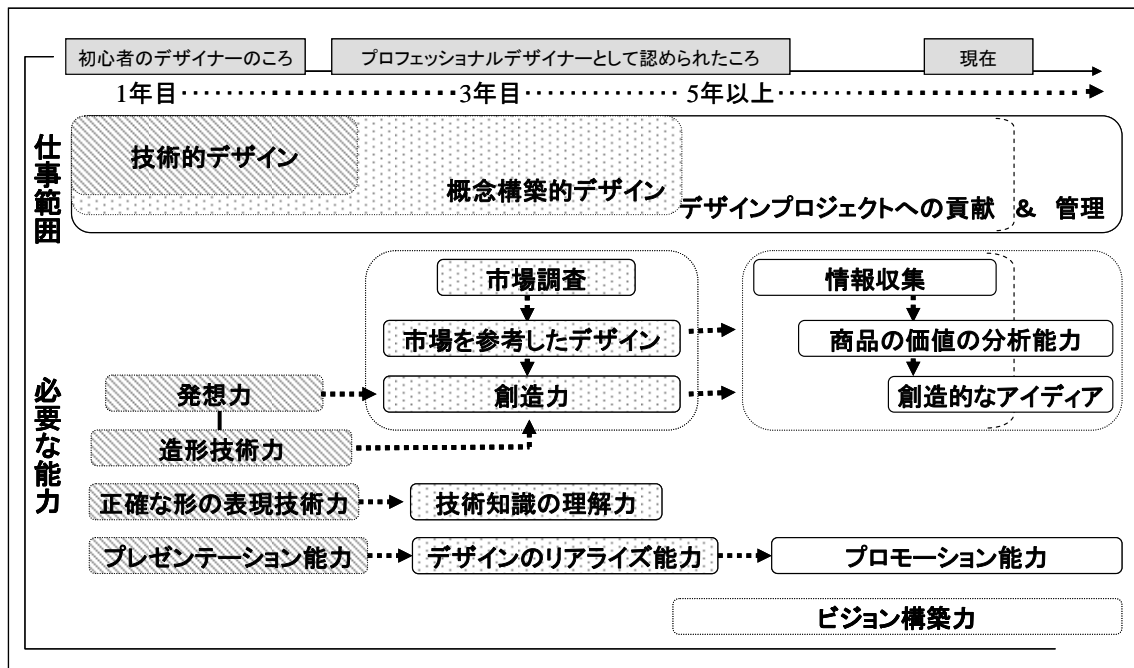 初心者のデザイナーのころ
プロフェッショナルデザイナーとして認められたころ
現在
1年目
3年目
5年以上
仕事範囲
技術的デザイン
概念構築的デザイン
デザインプロジェクトへの貢献 & 管理
必要な能力
市場調査
市場を参考したデザイン
創造力
情報収集
商品の価値の分析能力
創造的なアイディア
発想力
造形技術力
正確な形の表現技術力
技術知識の理解力
プレゼンテーション能力
デザインのリアライズ能力
プロモーション能力
ビジョン構築力